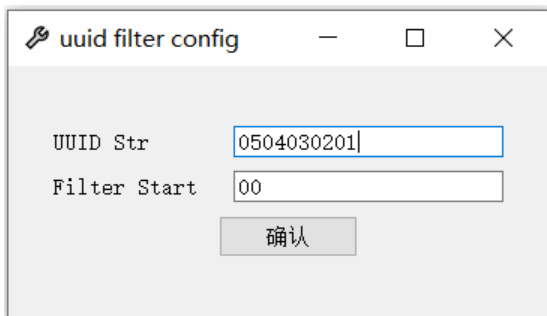 uuid filter config
UUID Str 0504030201
Filter Start 00
确认